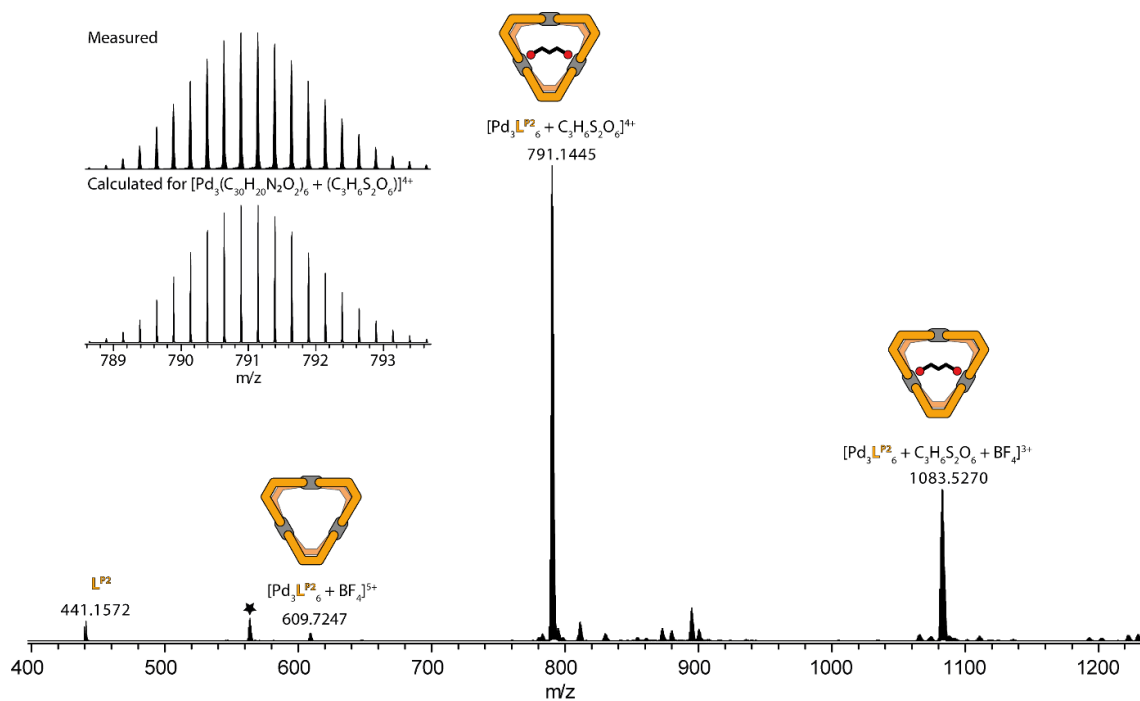 Measured
Calculated for [Pd₃(C₃₀H₂₀N₂O₂)₆ + (C₃H₆S₂O₆)]⁴⁺
789 790 791 792 793
m/z
[Pd₃Lᴾ²₆ + C₃H₆S₂O₆]⁴⁺
791.1445
[Pd₃Lᴾ²₆ + C₃H₆S₂O₆ + BF₄]³⁺
1083.5270
Lᴾ²
441.1572
[Pd₃Lᴾ²₆ + BF₄]⁵⁺
609.7247
400 500 600 700 800 900 1000 1100 1200
m/z